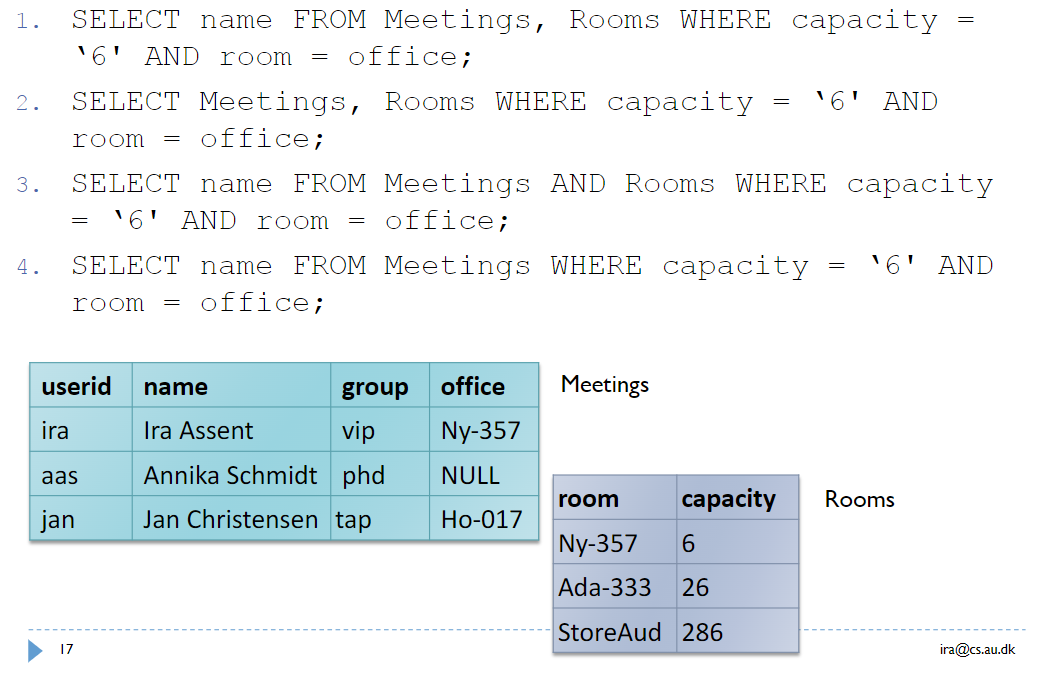 1. SELECT name FROM Meetings, Rooms WHERE capacity =
‘6' AND room = office;
2. SELECT Meetings, Rooms WHERE capacity = ‘6' AND
room = office;
3. SELECT name FROM Meetings AND Rooms WHERE capacity
= ‘6' AND room = office;
4. SELECT name FROM Meetings WHERE capacity = ‘6' AND
room = office;
userid name group office
ira Ira Assent vip Ny-357
aas Annika Schmidt phd NULL
jan Jan Christensen tap Ho-017
Meetings
room capacity
Ny-357 6
Ada-333 26
StoreAud 286
Rooms
17
ira@cs.au.dk